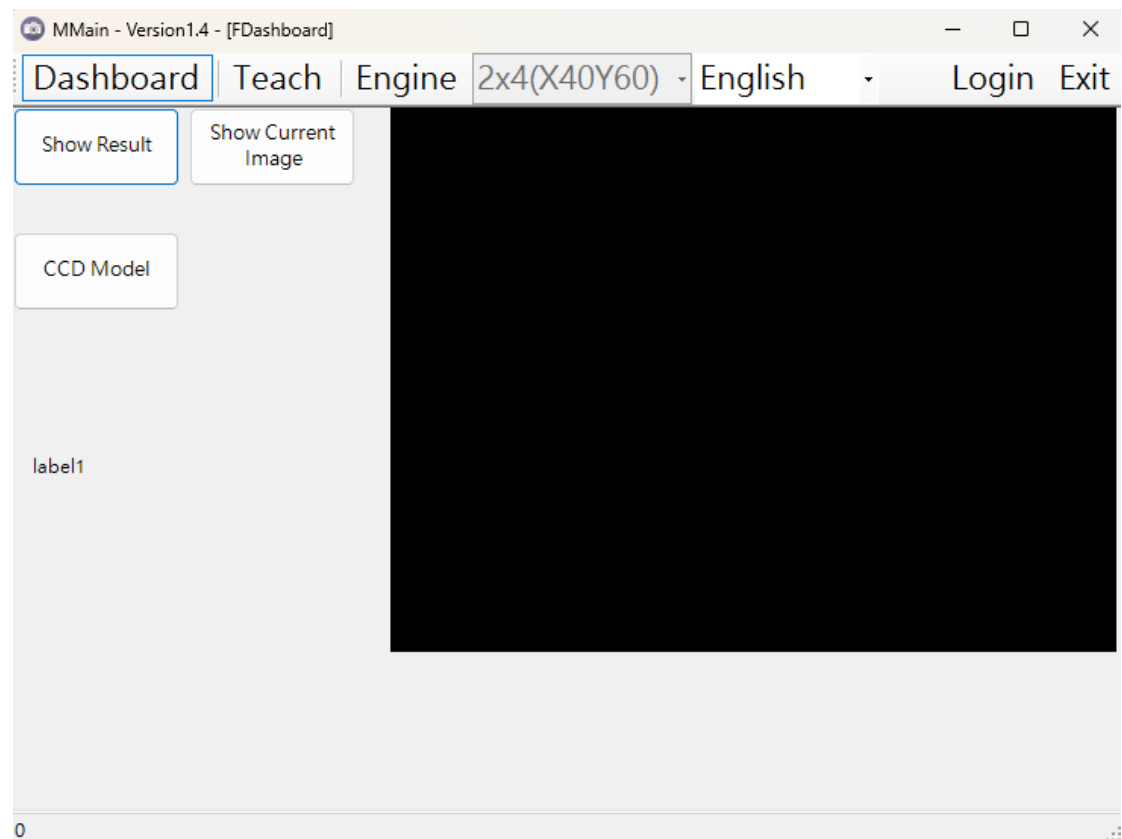 MMain - Version1.4 - [FDashboard]
Dashboard Teach Engine 2x4(X40Y60) English Login Exit
Show Result
Show Current
Image
CCD Model
label1
0